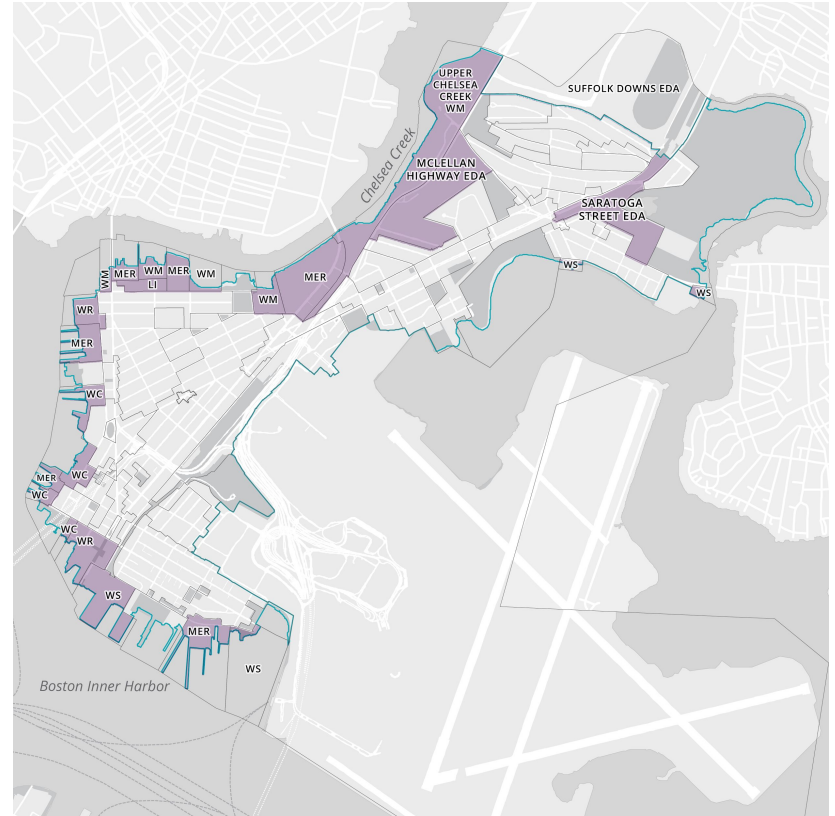 UPPER
CHELSEA
CREEK
WM
SUFFOLK DOWNS EDA
Chelsea Creek
MCLELLAN
HIGHWAY EDA
SARATOGA
STREET EDA
WS
WS
WM
MER
WM
LI
MER
WM
MER
WM
WR
MER
WC
WC
MER
WC
WC
WR
WS
MER
WS
Boston Inner Harbor